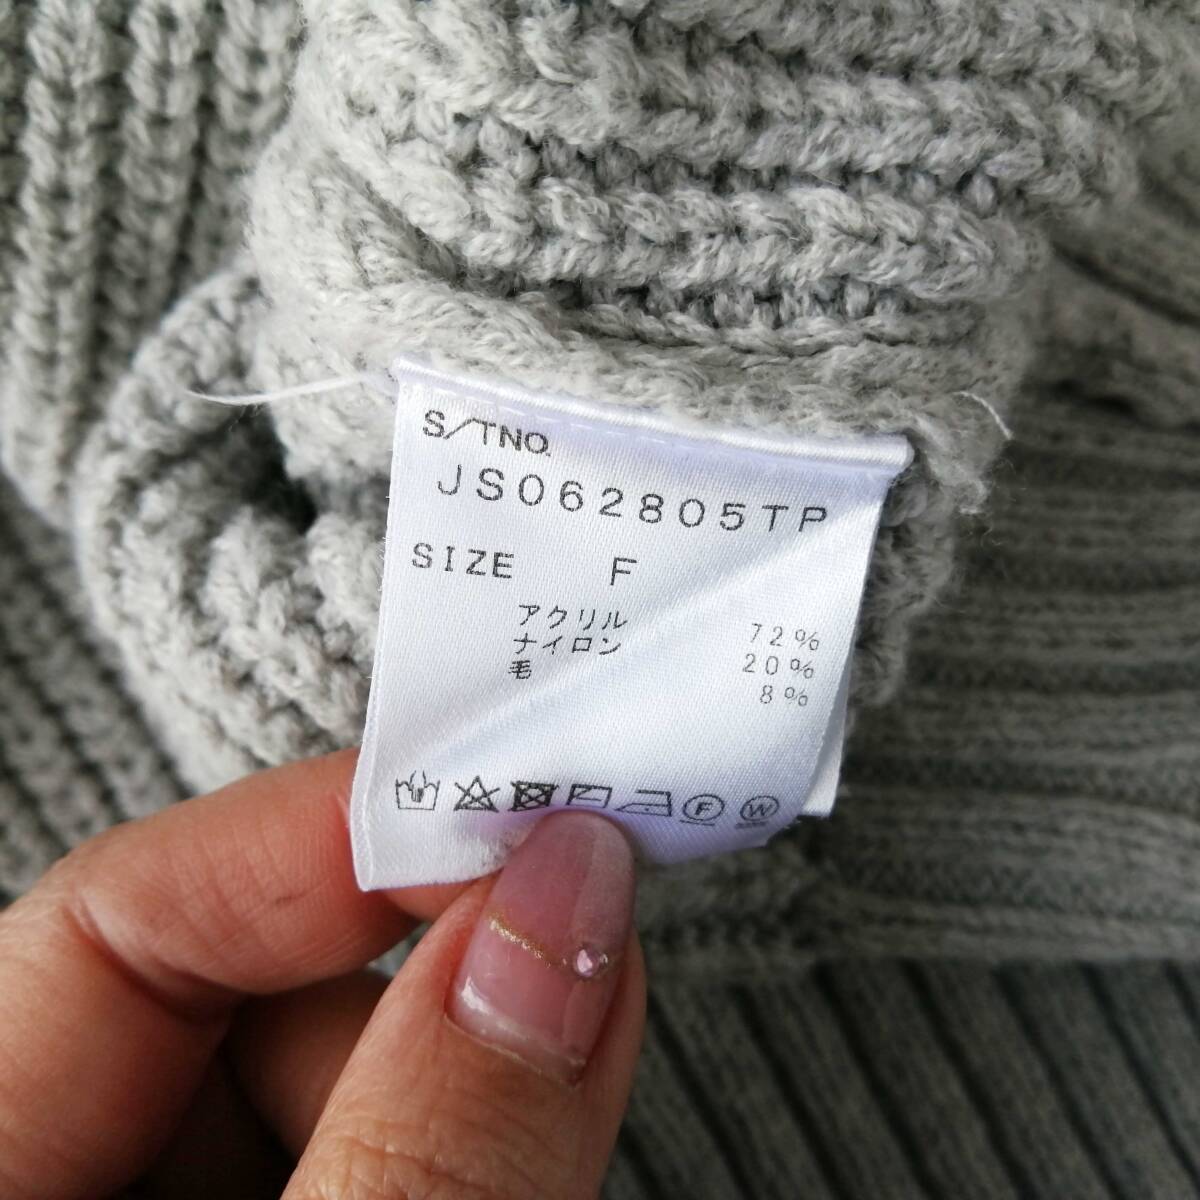 S/TNO.
JS062805TP
SIZE F
アクリル 72%
ナイロン 20%
毛 8%
F W